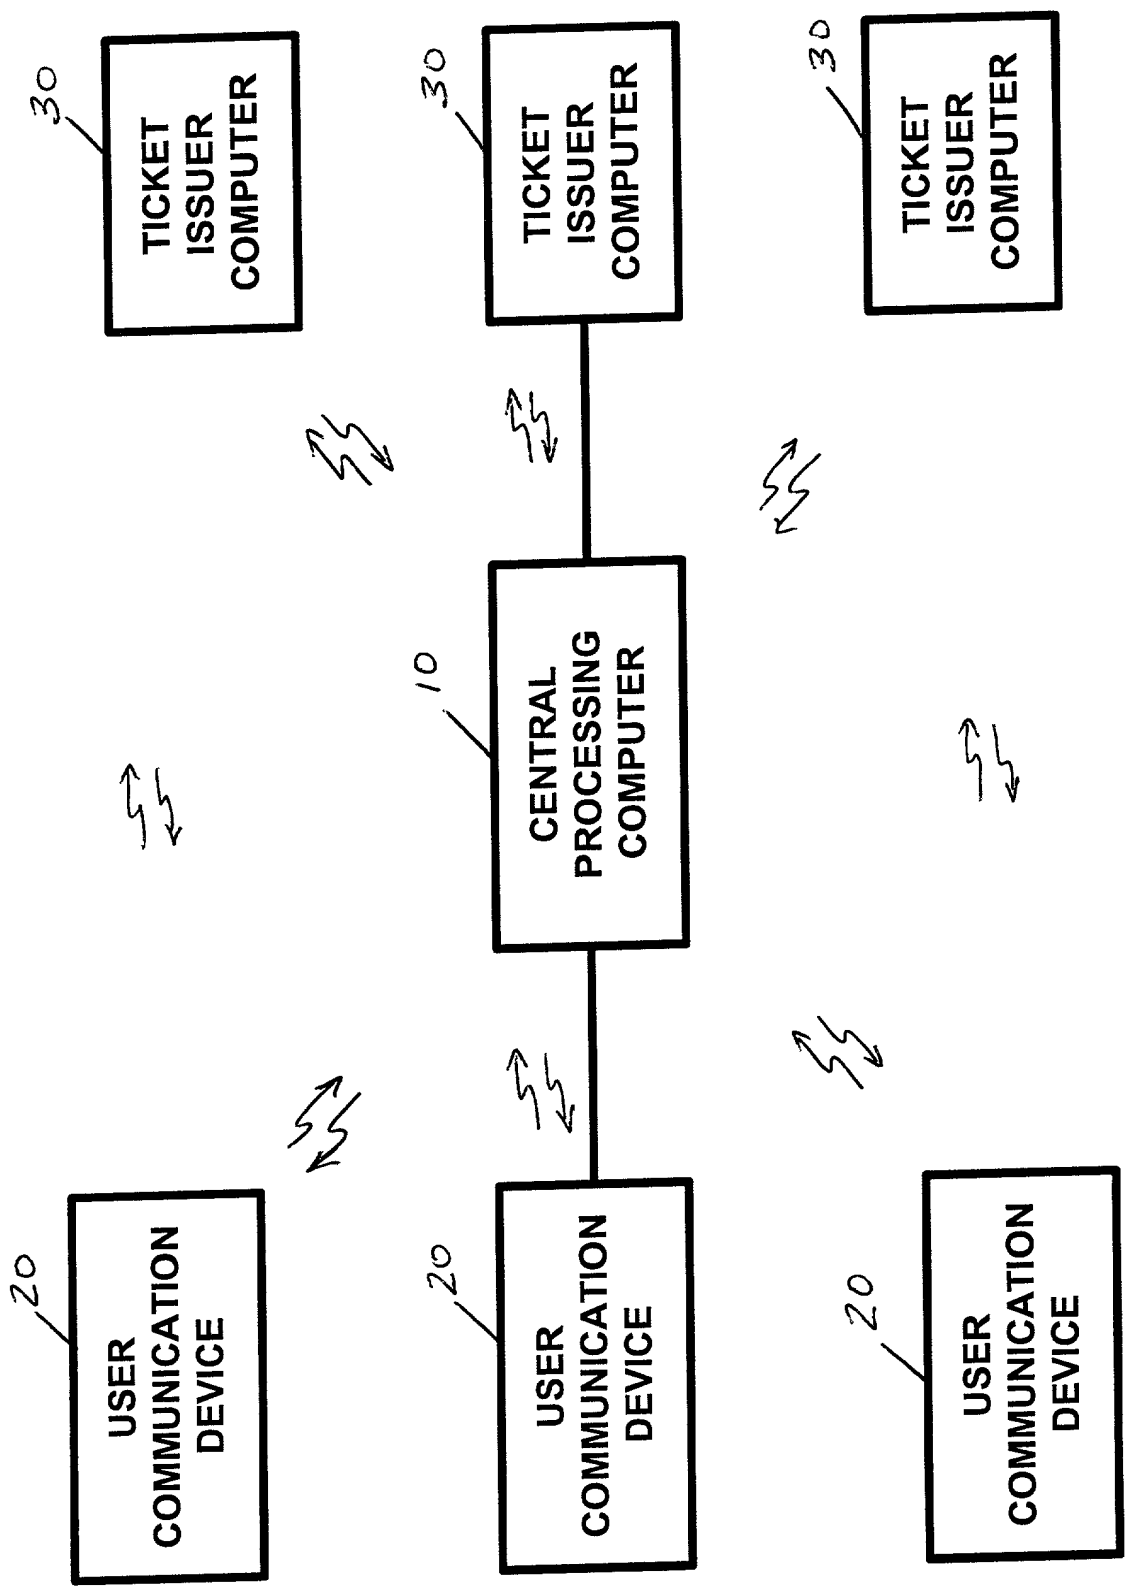 20
USER
COMMUNICATION
DEVICE
20
USER
COMMUNICATION
DEVICE
20
USER
COMMUNICATION
DEVICE
10
CENTRAL
PROCESSING
COMPUTER
30
TICKET
ISSUER
COMPUTER
30
TICKET
ISSUER
COMPUTER
30
TICKET
ISSUER
COMPUTER